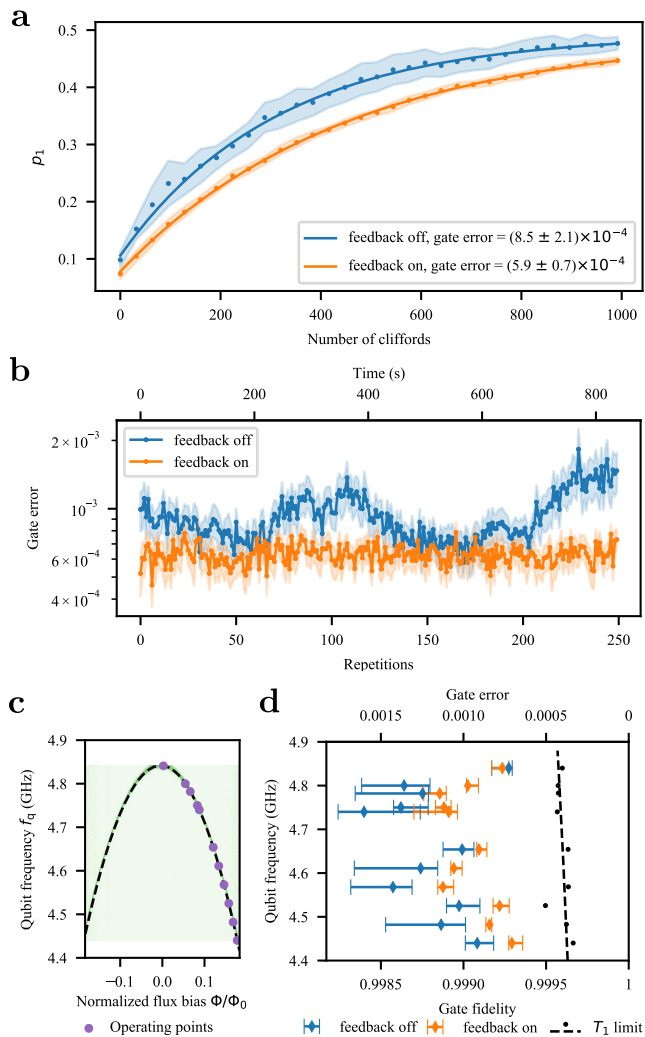 a
0.5
0.4
0.3
0.2
0.1
p₁
feedback off, gate error = (8.5 ± 2.1)×10⁻⁴
feedback on, gate error = (5.9 ± 0.7)×10⁻⁴
0 200 400 600 800 1000
Number of cliffords
b
Time (s)
0 200 400 600 800
feedback off
feedback on
2 × 10⁻³
10⁻³
6 × 10⁻⁴
4 × 10⁻⁴
Gate error
0 50 100 150 200 250
Repetitions
c
4.9
4.8
4.7
4.6
4.5
4.4
Qubit frequency f_q (GHz)
−0.1 0.0 0.1
Normalized flux bias Φ/Φ₀
Operating points
d
Gate error
0.0015 0.0010 0.0005 0
4.9
4.8
4.7
4.6
4.5
4.4
Qubit frequency (GHz)
0.9985 0.9990 0.9995 1
Gate fidelity
feedback off feedback on T₁ limit